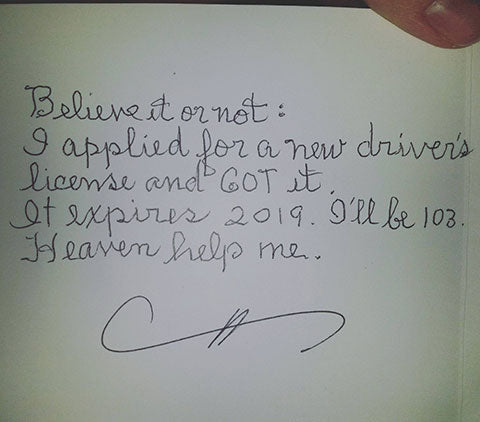 Believe it or not:
I applied for a new driver's
license and GOT it.
It expires 2019. I'll be 103.
Heaven help me.